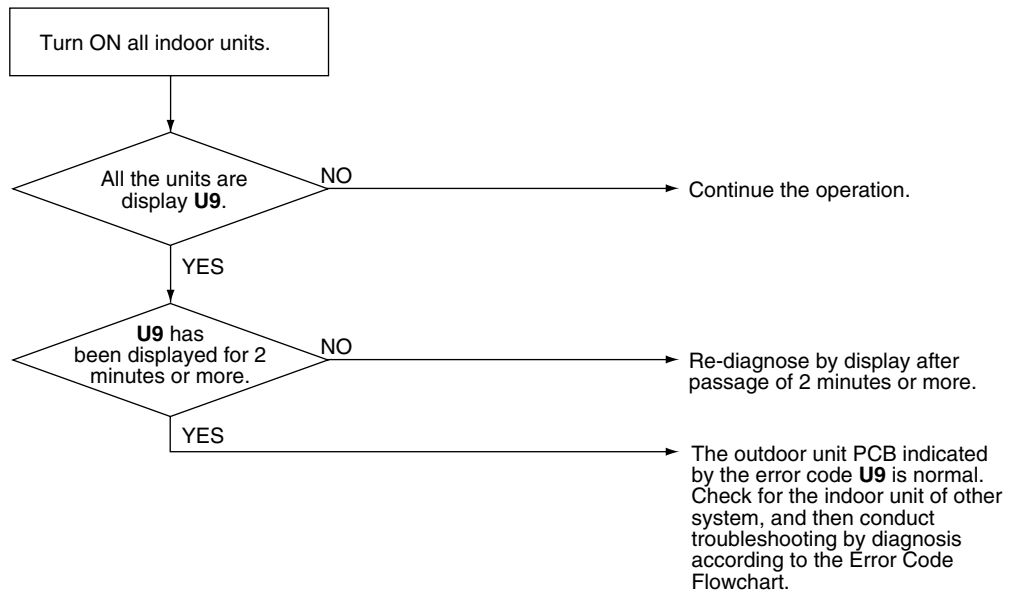 Turn ON all indoor units.
All the units are
display U9.
NO
Continue the operation.
YES
U9 has
been displayed for 2
minutes or more.
NO
Re-diagnose by display after
passage of 2 minutes or more.
YES
The outdoor unit PCB indicated
by the error code U9 is normal.
Check for the indoor unit of other
system, and then conduct
troubleshooting by diagnosis
according to the Error Code
Flowchart.